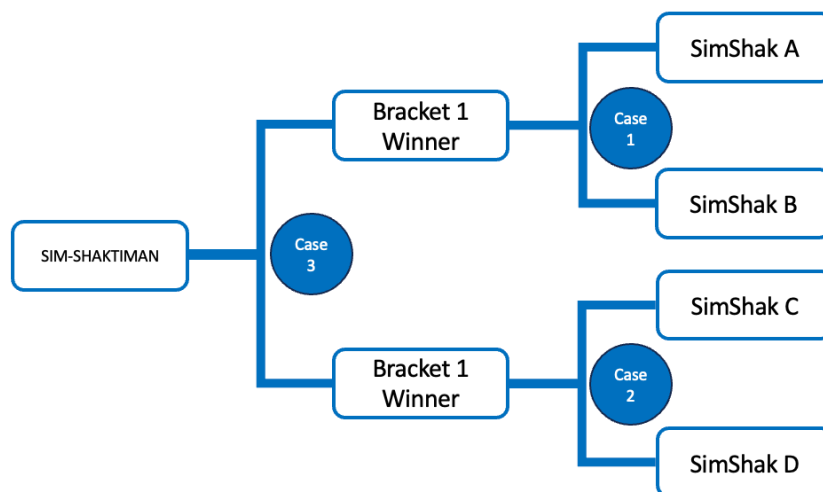 SimShak A
Bracket 1
Winner
Case
1
SimShak B
SIM-SHAKTIMAN
Case
3
SimShak C
Bracket 1
Winner
Case
2
SimShak D